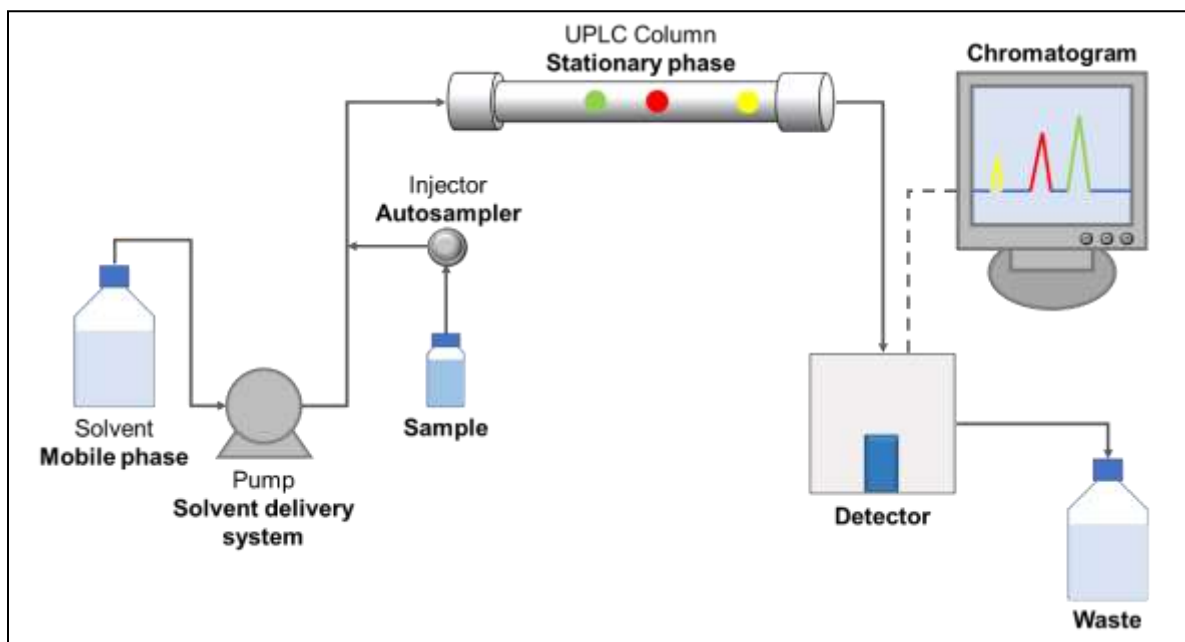 UPLC Column
Stationary phase
Chromatogram
Injector
Autosampler
Solvent
Mobile phase
Sample
Pump
Solvent delivery
system
Detector
Waste